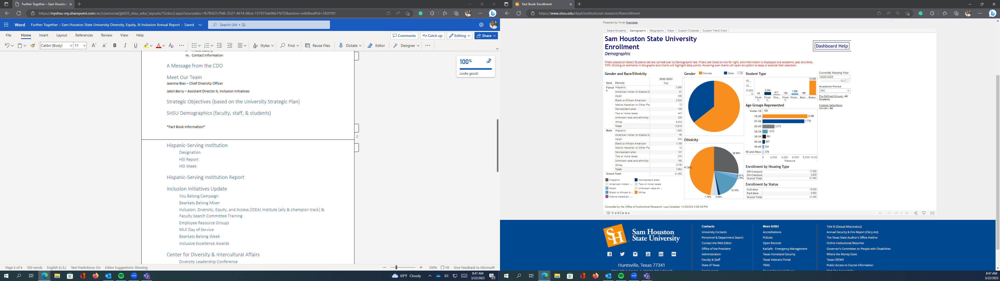 Further Together – Sam Houston
https://myshsu-my.sharepoint.com/:w:/r/personal/jjb035_shsu_edu/_layouts/15/doc2.aspx?sourcedoc=%7B567c7fd6-3527-4674-88ce-157975de96b1%7D&action=edit&wdPid=582f181
Word Further Together – Sam Houston State University Diversity, Equity, & Inclusion Annual Report - Saved
Search (Alt + Q)
File Home Insert Layout References Review View Help
Comments Catch up Editing Share
Calibri (Body) 11 Styles Find Reuse Files Dictate Editor Designer
m. Contact Information
A Message from the CDO
Meet Our Team
Jeanine Bias – Chief Diversity Officer
Jalon Berry – Assistant Director II, Inclusion Initiatives
Strategic Objectives (based on the University Strategic Plan)
SHSU Demographics (faculty, staff, & students)
*Fact Book Information*
2
Hispanic-Serving Institution
Designation
HSI Report
HSI Week
Hispanic-Serving Institution Report
Inclusion Initiatives Update
You Belong Campaign
Bearkats Belong Mixer
Inclusion, Diversity, Equity, and Access (IDEA) Institute (ally & champion track) &
Faculty Search Committee Training
Employee Resource Groups
MLK Day of Service
Bearkats Belong Week
Inclusive Excellence Awards
Center for Diversity & Intercultural Affairs
Diversity Leadership Conference
100%
Looks good!
Page 2 of 4 350 words English (U.S.) Text Predictions: On Editor Suggestions: Showing
100% Fit Give Feedback to Microsoft
69°F Cloudy
8:47 AM
3/22/2023
21
Fact Book: Enrollment
https://www.shsu.edu/dept/institutional-research/fbenrollment
Powered by Google Translate
Select Students Demographic Geographic Major Custom Crosstab Custom Trend Chart
Sam Houston State University
Enrollment
Demographic
Dashboard Help
Filters placed on Select Students tab are carried over to Demographic tab. Filters are listed on the far right, and information is displayed one academic year at a time.
TIPS: Clicking on elements in the graphs and charts will highlight data points. Hovering over charts will open an option to keep or exclude that selection.
Gender and Race/Ethnicity
2022-2023
Gend.. Ethnicity Fall
Female Hispanic 3,896
American Indian or Alaska N 81
Asian 348
Black or African American 2,224
Native Hawaiian or Other Pa 12
Nonresident alien 148
Two or more races 447
Unknown race and ethnicity 226
White 6,434
Total 13,816
Male Hispanic 1,880
American Indian or Alaska N 49
Asian 244
Black or African American 1,159
Native Hawaiian or Other Pa 12
Nonresident alien 137
Two or more races 279
Unknown race and ethnicity 158
White 3,746
Total 7,664
Grand Total 21,480
Hispanic Nonresident alien
American Indian ... Two or more races
Asian Unknown race an...
Black or African A... White
Native Hawaiian ...
Gender Female Male
Ethnicity
26.89%
0.61%
2.76%
15.75%
3.38%
1.79%
47.39%
Student Type
15,...
10,...
5,000
0
40 3,344 617 154 1,859 166 15,300
First-T.. First-T.. Firs.. First-T.. First-.. Non .. Retur..
Age Groups Represented
Under 18 163
18-20 8,356
21-24 7,779
25-29 2,272
30-34 1,012
35-39 681
40-44 507
45-49 334
50 and Abov 376
0 2,000 4,000 6,000 8,000 10,00
Measure
Enrollment by Housing Type
Off-Campus 17,550
On-Campus 3,930
Grand Total 21,480
Enrollment by Status
Full-time 15,528
Part-time 5,952
Grand Total 21,480
Currently Viewing Year
2022-2023
Academic Period
(All)
Pre-Defined Groups: All
Students
Custom Selections
Gender: All
Compiled by the Office of Institutional Research. Last Updated: 11/3/2022 4:56:08 PM
+ableau
SH
Sam Houston
State University
Huntsville, Texas 77341
Contacts
University Contacts
Personnel & Department Search
Contact the Web Editor
Office of the President
Administration
Faculty & Staff
State of Texas
More SHSU
Accreditations
Policies
Open Records
KatSafe - Emergency Management
Texas Homeland Security
Texas Veterans Portal
TRAIL
Title IX (Sexual Misconduct)
Annual Security & Fire Report (Clery Act)
The Texas State Auditor's Office Hotline
Online Institutional Resumes
Governor's Committee on People with Disabilities
Where the Money Goes
Texas CREWS
Public Access to Course Information
8:47 AM
3/22/2023